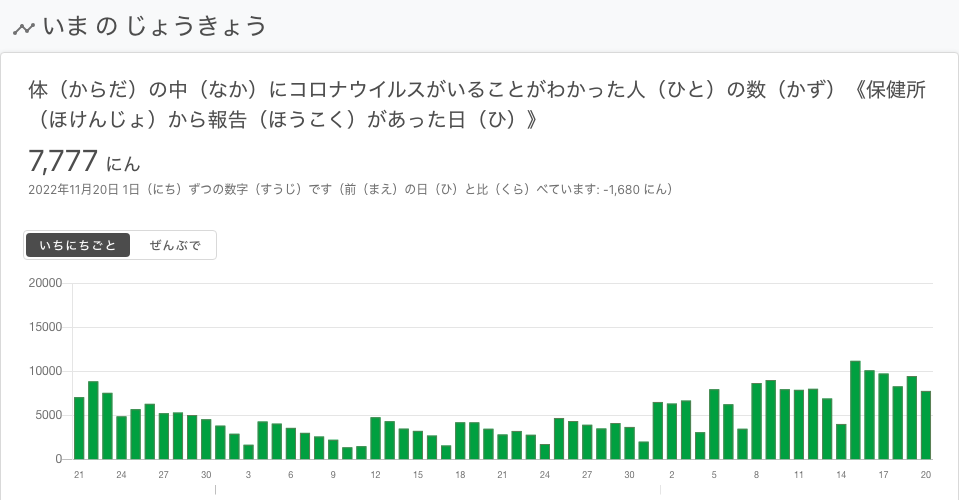 いま の じょうきょう
体（からだ）の中（なか）にコロナウイルスがいることがわかった人（ひと）の数（かず）《保健所
（ほけんじょ）から報告（ほうこく）があった日（ひ）》
7,777 にん
2022年11月20日 1日（にち）ずつの数字（すうじ）です（前（まえ）の日（ひ）と比（くら）べています: -1,680 にん）
いちにちごと ぜんぶで
20000
15000
10000
5000
0
21 24 27 30 3 6 9 12 15 18 21 24 27 30 2 5 8 11 14 17 20